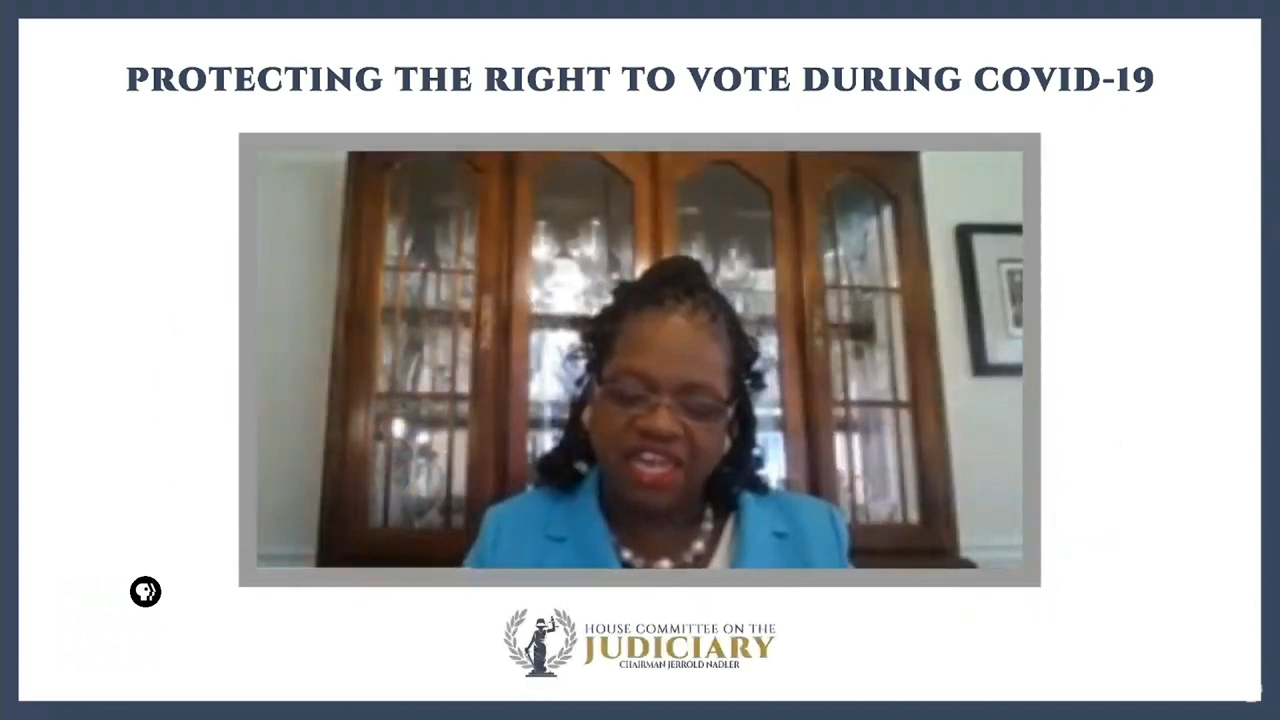 PROTECTING THE RIGHT TO VOTE DURING COVID-19
HOUSE COMMITTEE ON THE
JUDICIARY
CHAIRMAN JERROLD NADLER